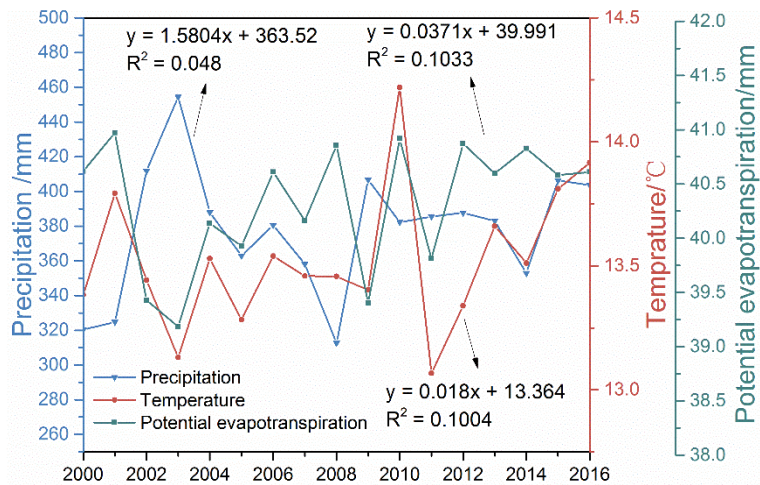 y = 1.5804x + 363.52
R² = 0.048
y = 0.0371x + 39.991
R² = 0.1033
Precipitation /mm
500
480
460
440
420
400
380
360
340
320
300
280
260
Precipitation
Temperature
Potential evapotranspiration
y = 0.018x + 13.364
R² = 0.1004
2000
2002
2004
2006
2008
2010
2012
2014
2016
14.5
14.0
13.5
13.0
Temprature/℃
42.0
41.5
41.0
40.5
40.0
39.5
39.0
38.5
38.0
Potential evapotranspiration/mm